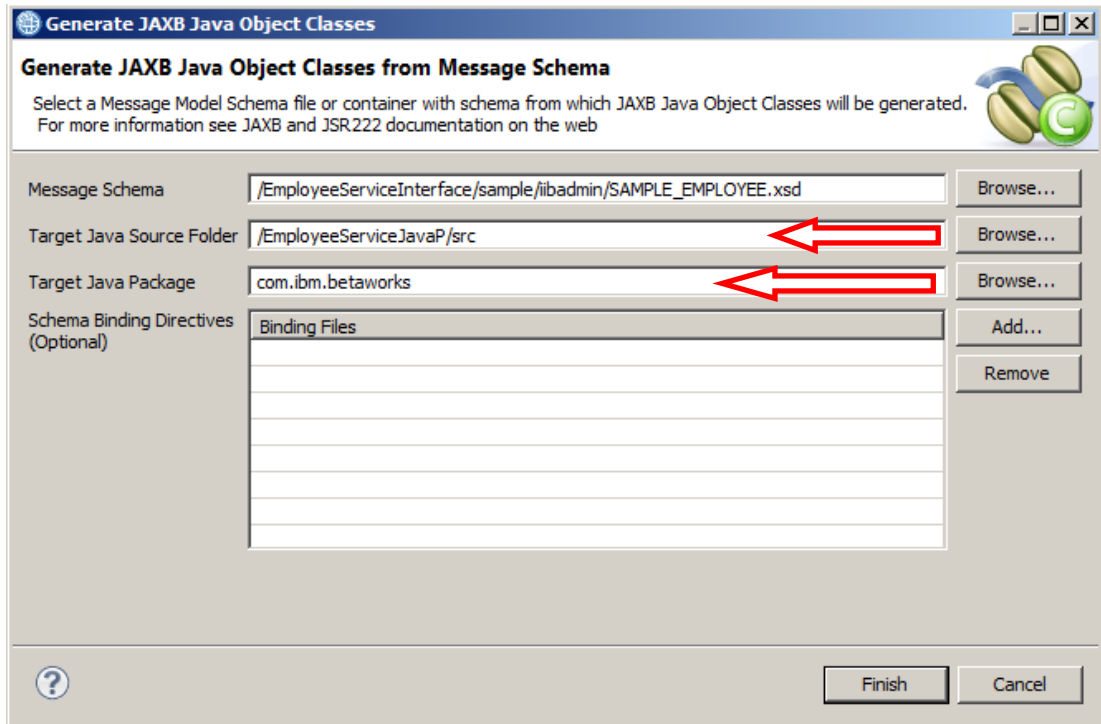 Generate JAXB Java Object Classes
Generate JAXB Java Object Classes from Message Schema
Select a Message Model Schema file or container with schema from which JAXB Java Object Classes will be generated.
For more information see JAXB and JSR222 documentation on the web
C
Message Schema /EmployeeServiceInterface/sample/iibadmin/SAMPLE_EMPLOYEE.xsd Browse...
Target Java Source Folder /EmployeeServiceJavaP/src Browse...
Target Java Package com.ibm.betaworks Browse...
Schema Binding Directives Binding Files Add...
(Optional)
Remove
? Finish Cancel